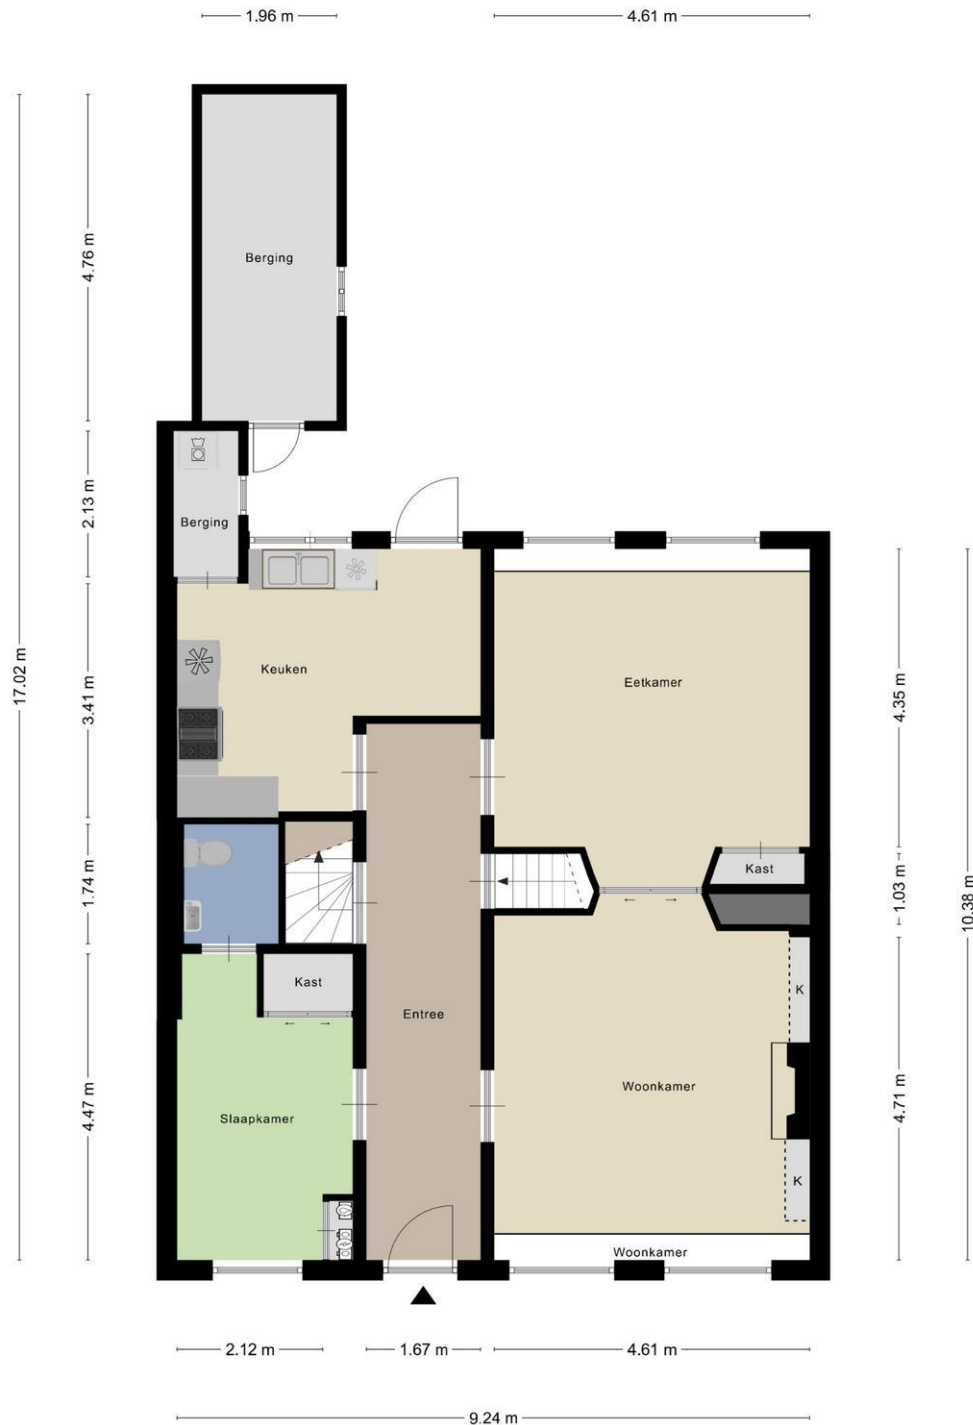 1.96 m
4.61 m
Berging
4.76 m
2.13 m
Berging
17.02 m
3.41 m
Keuken
Eetkamer
4.35 m
Kast
1.74 m
1.03 m
10.38 m
Kast
K
Entree
Slaapkamer
Woonkamer
4.47 m
4.71 m
K
Woonkamer
2.12 m
1.67 m
4.61 m
9.24 m